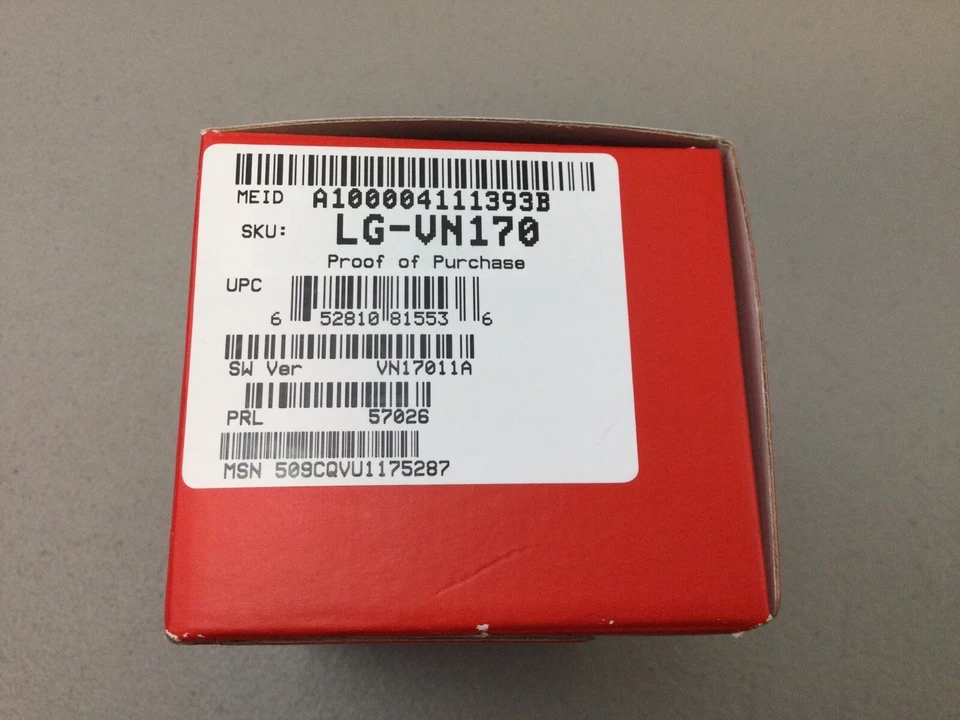 MEID A1000041111393B
SKU: LG-VN170
Proof of Purchase
UPC
6 52810 81553 6
SW Ver VN17011A
PRL 57026
MSN 509CQVU1175287